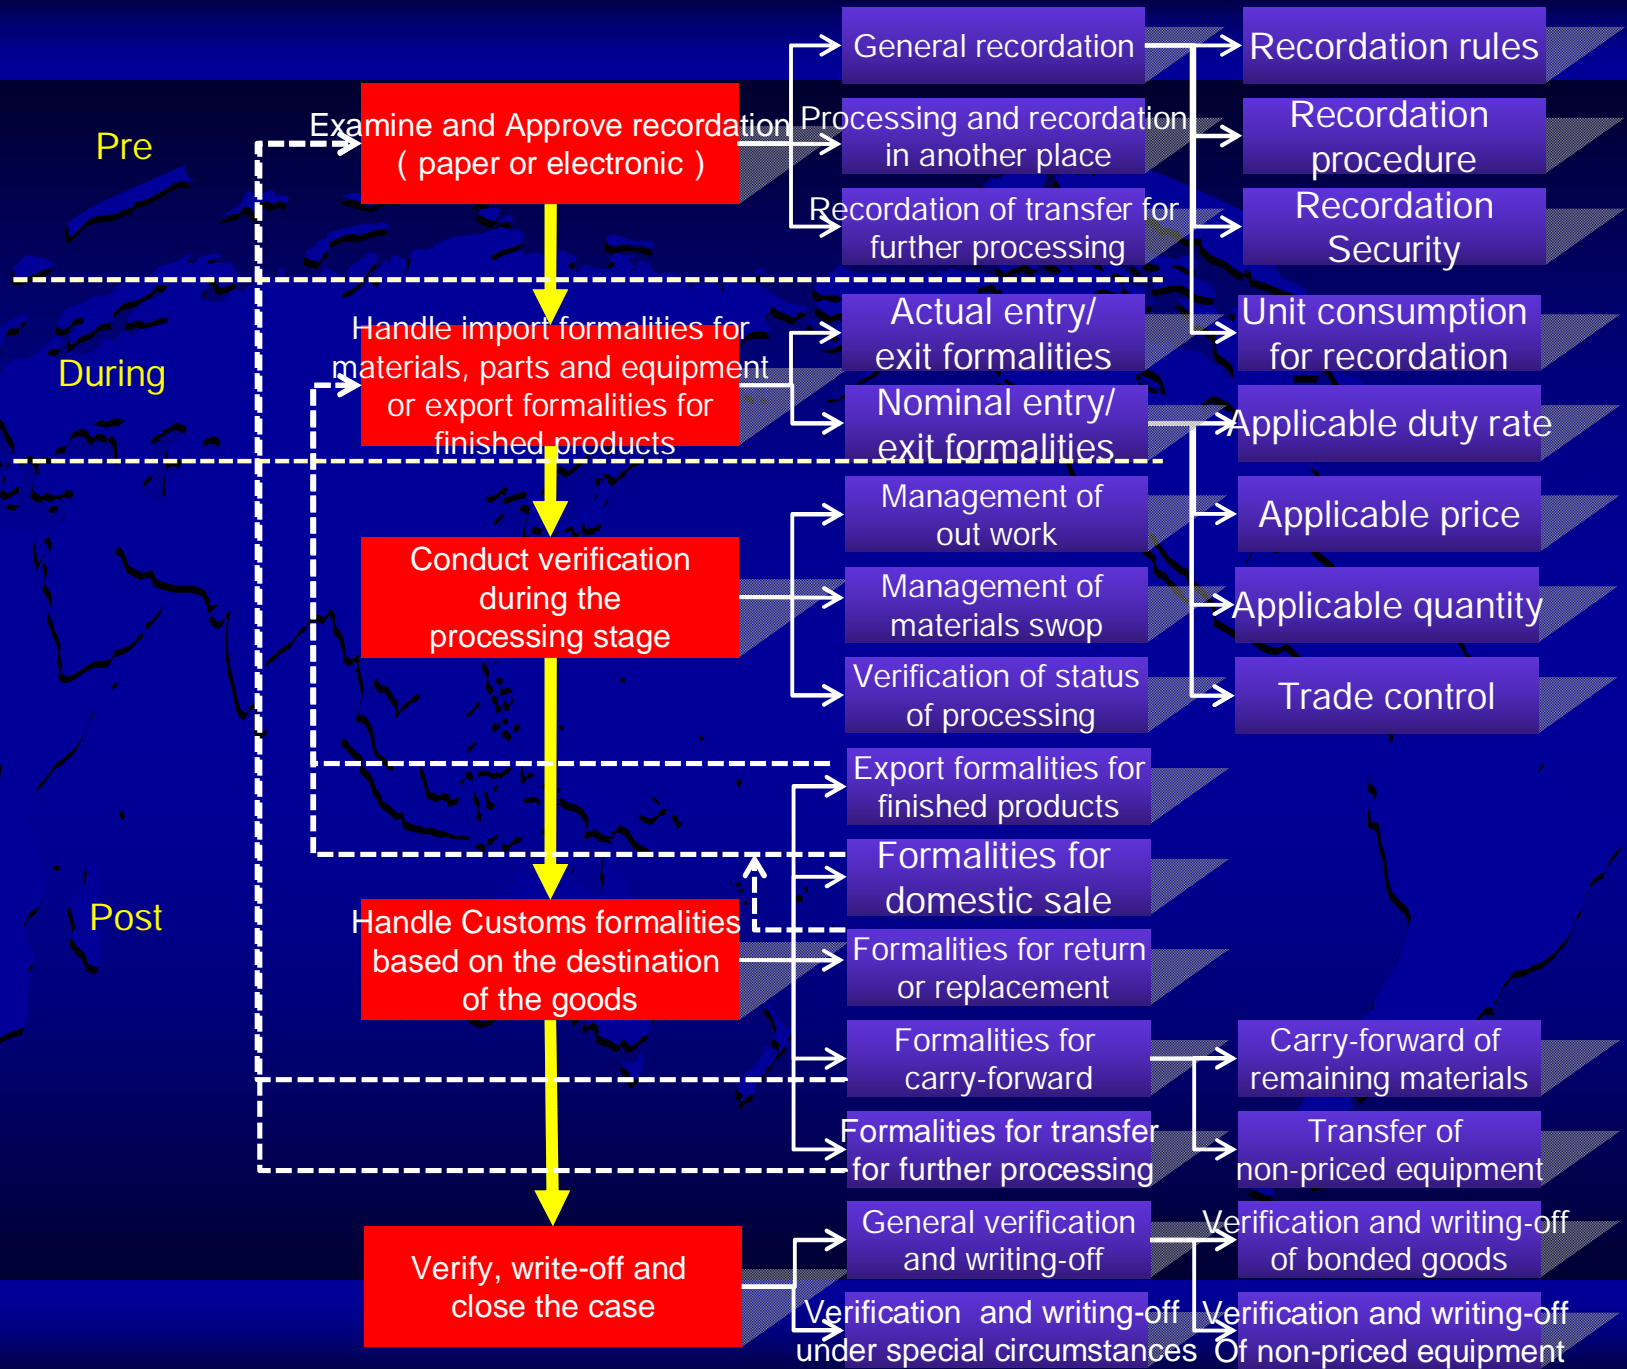 Pre
During
Post
Examine and Approve recordation
( paper or electronic )
Handle import formalities for
materials, parts and equipment
or export formalities for
finished products
Conduct verification
during the
processing stage
Handle Customs formalities
based on the destination
of the goods
Verify, write-off and
close the case
General recordation
Processing and recordation
in another place
Recordation of transfer for
further processing
Actual entry/
exit formalities
Nominal entry/
exit formalities
Management of
out work
Management of
materials swop
Verification of status
of processing
Export formalities for
finished products
Formalities for
domestic sale
Formalities for return
or replacement
Formalities for
carry-forward
Formalities for transfer
for further processing
General verification
and writing-off
Verification and writing-off
under special circumstances
Recordation rules
Recordation
procedure
Recordation
Security
Unit consumption
for recordation
Applicable duty rate
Applicable price
Applicable quantity
Trade control
Carry-forward of
remaining materials
Transfer of
non-priced equipment
Verification and writing-off
of bonded goods
Verification and writing-off
Of non-priced equipment